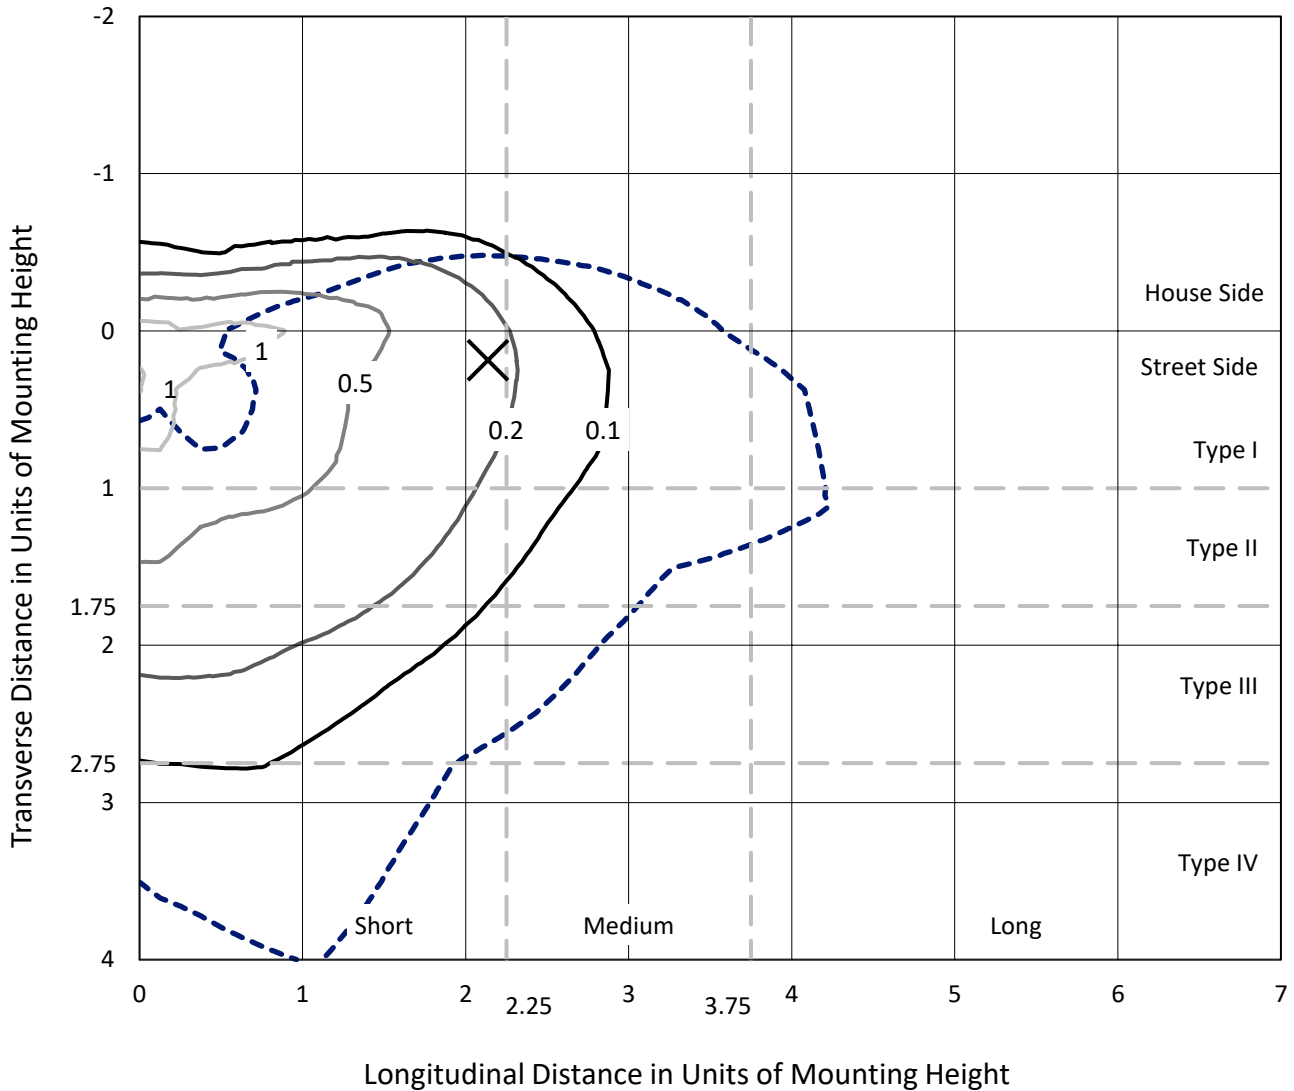 -2
-1
0
1
1.75
2
2.75
3
4
Transverse Distance in Units of Mounting Height
House Side
Street Side
Type I
Type II
Type III
Type IV
1
1
0.5
0.2
0.1
Short
Medium
Long
0
1
2
2.25
3
3.75
4
5
6
7
Longitudinal Distance in Units of Mounting Height